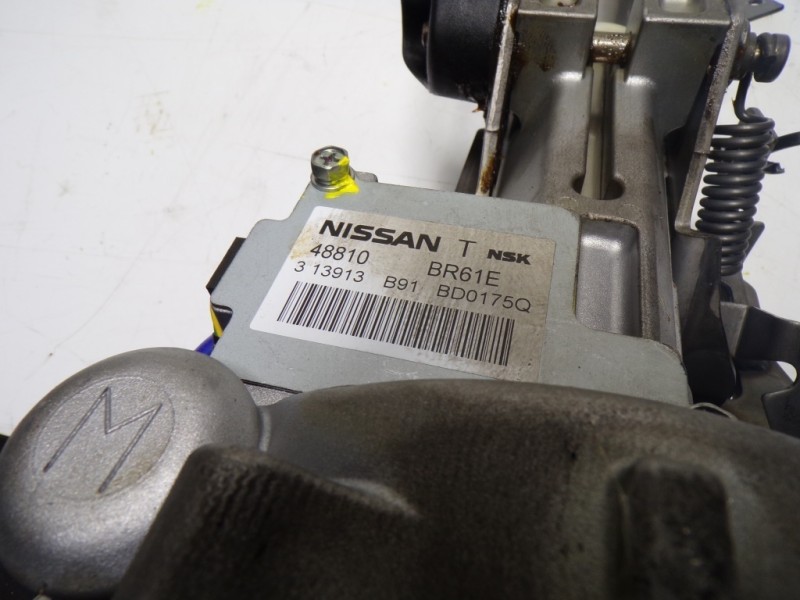 NISSAN T NSK
48810 BR61E
3 13913 B91 BD0175Q
M